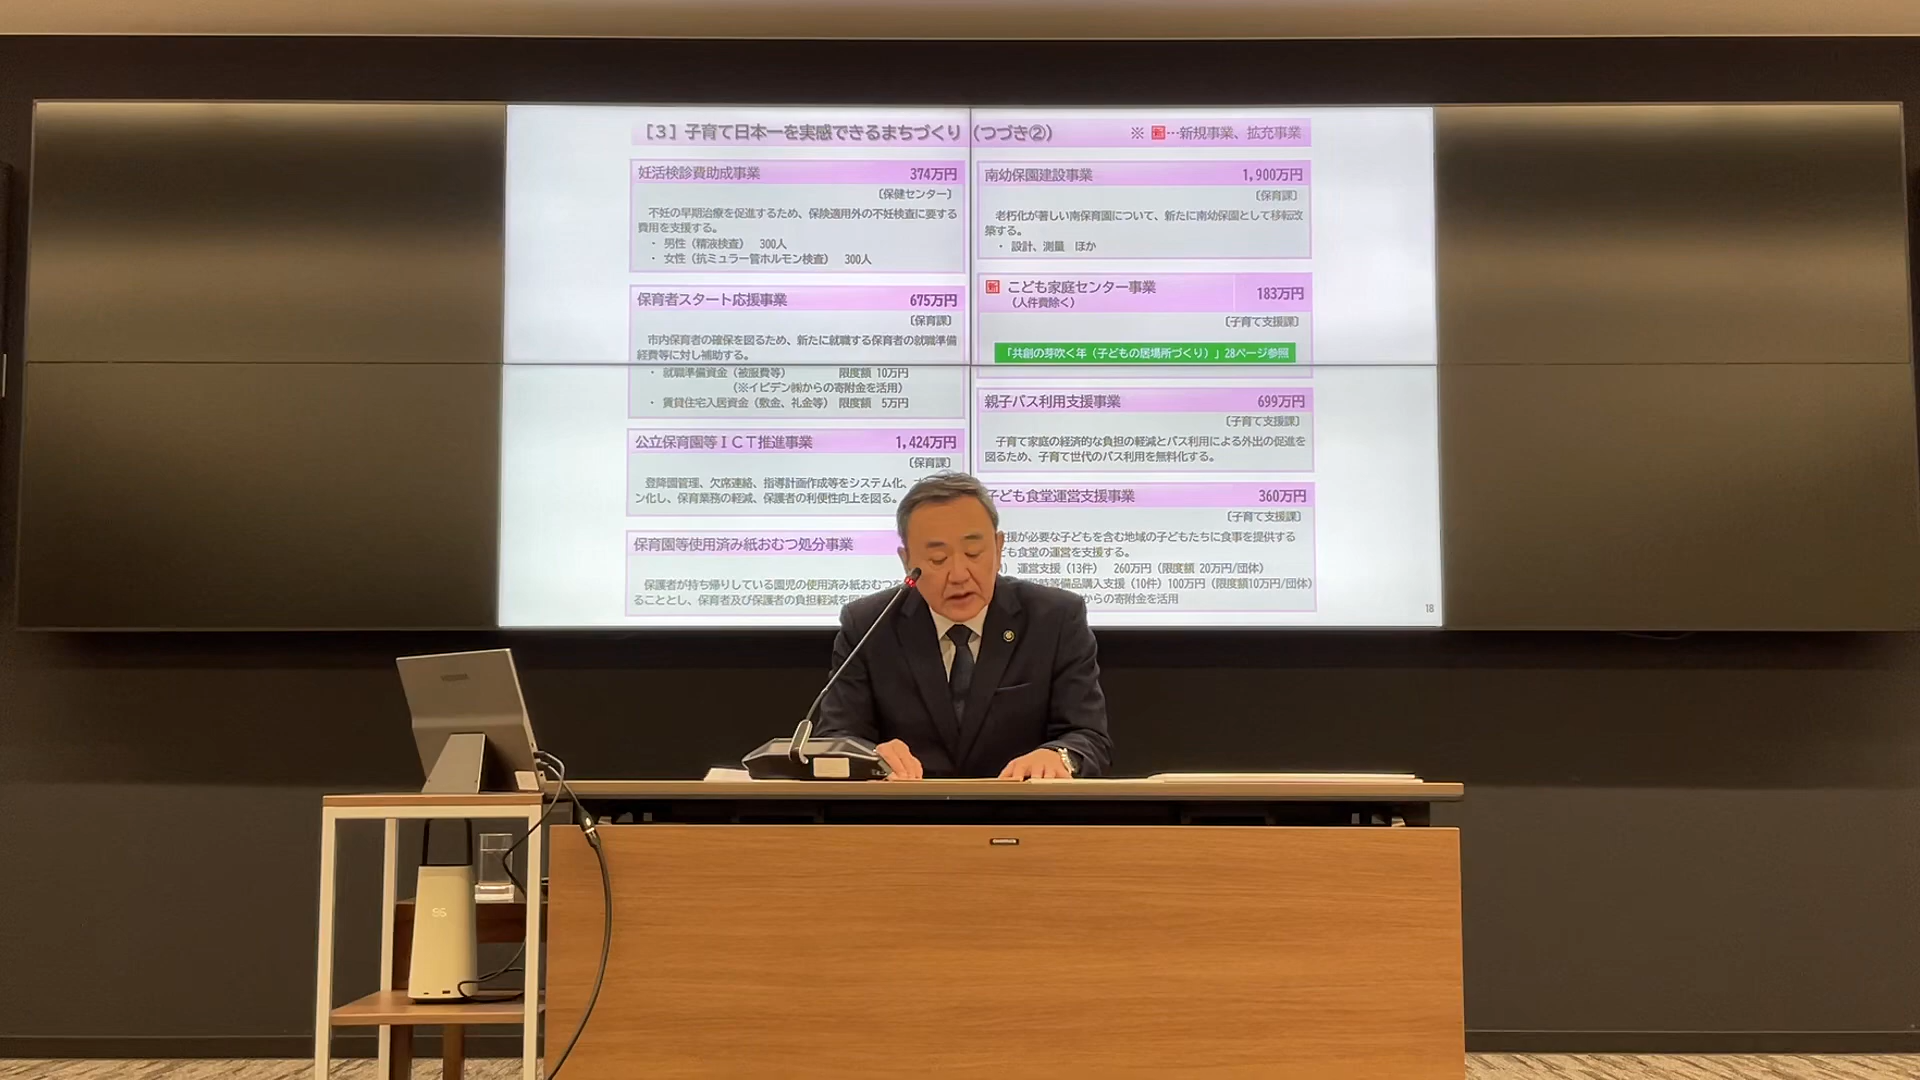 ［３］子育て日本一を実感できるまちづくり（つづき②）
※ 新…新規事業、拡充事業
妊活検診費助成事業 374万円
〔保健センター〕
不妊の早期治療を促進するため、保険適用外の不妊検査に要する
費用を支援する。
・ 男性（精液検査） 300人
・ 女性（抗ミュラー管ホルモン検査） 300人
保育者スタート応援事業 675万円
〔保育課〕
市内保育者の確保を図るため、新たに就職する保育者の就職準備
経費等に対し補助する。
・ 就職準備資金（被服費等） 限度額 10万円
（※イビデン㈱からの寄附金を活用）
・ 賃貸住宅入居資金（敷金、礼金等） 限度額 5万円
公立保育園等ＩＣＴ推進事業 1,424万円
〔保育課〕
登降園管理、欠席連絡、指導計画作成等をシステム化、
ン化し、保育業務の軽減、保護者の利便性向上を図る。
保育園等使用済み紙おむつ処分事業
保護者が持ち帰りしている園児の使用済み紙おむつを
ることとし、保育者及び保護者の負担軽減を図
南幼保園建設事業 1,900万円
〔保育課〕
老朽化が著しい南保育園について、新たに南幼保園として移転改
築する。
・ 設計、測量 ほか
新 こども家庭センター事業 183万円
（人件費除く）
〔子育て支援課〕
「共創の芽吹く年（子どもの居場所づくり）」28ページ参照
親子バス利用支援事業 699万円
〔子育て支援課〕
子育て家庭の経済的な負担の軽減とバス利用による外出の促進を
図るため、子育て世代のバス利用を無料化する。
子ども食堂運営支援事業 360万円
〔子育て支援課〕
援が必要な子どもを含む地域の子どもたちに食事を提供する
ども食堂の運営を支援する。
運営支援（13件） 260万円（限度額 20万円/団体）
時等備品購入支援（10件）100万円（限度額10万円/団体）
からの寄附金を活用
18